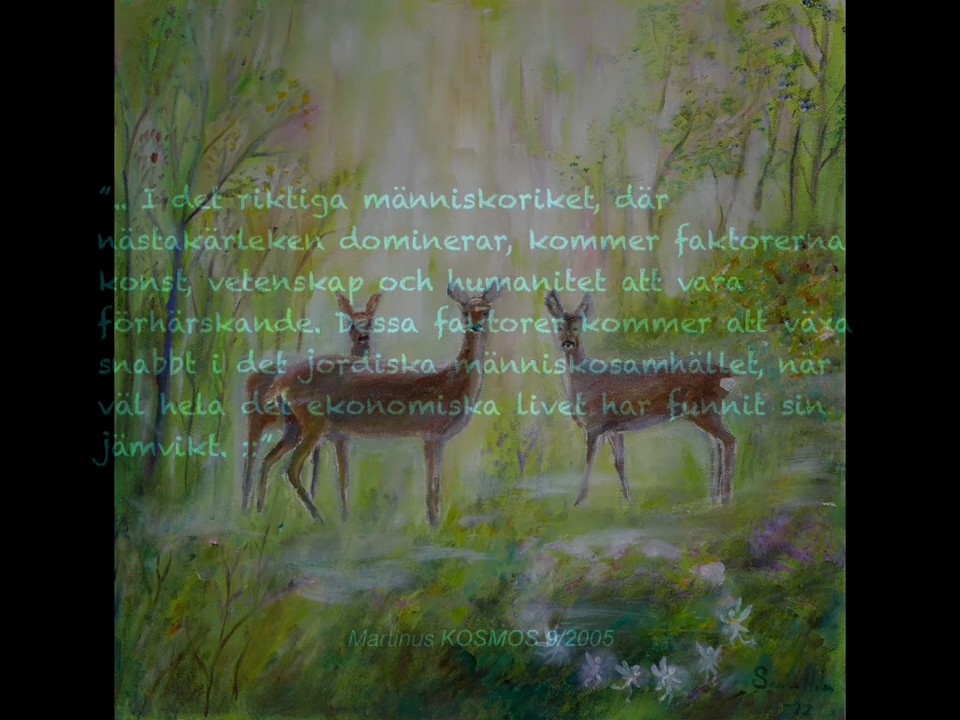 ”.. I det riktiga människoriket, där
nästakärleken dominerar, kommer faktorerna
konst, vetenskap och humanitet att vara
förhärskande. Dessa faktorer kommer att växa
snabbt i det jordiska människosamhället, när
väl hela det ekonomiska livet har funnit sin
jämvikt. ::”
Martinus KOSMOS 9/2005